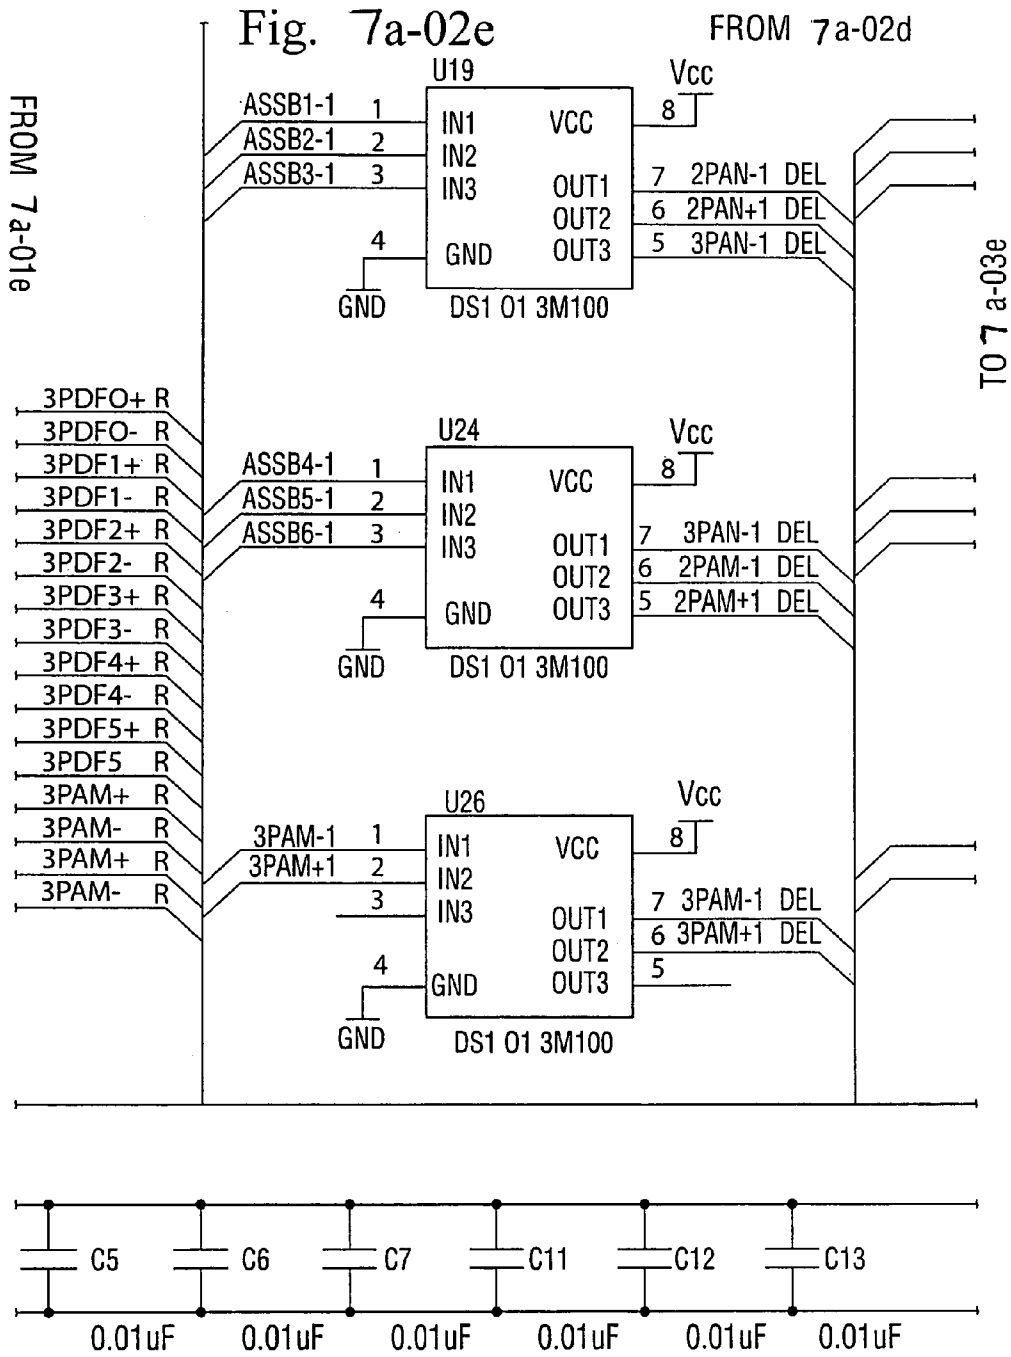 Fig. 7a-02e
FROM 7a-02d
FROM 7a-01e
TO 7a-03e
U19
Vcc
ASSB1-1 1 IN1 VCC 8
ASSB2-1 2 IN2
ASSB3-1 3 IN3 OUT1 7 2PAN-1 DEL
OUT2 6 2PAN+1 DEL
4 GND OUT3 5 3PAN-1 DEL
GND
DS1 O1 3M100
3PDFO+ R
3PDFO- R
3PDF1+ R
3PDF1- R
3PDF2+ R
3PDF2- R
3PDF3+ R
3PDF3- R
3PDF4+ R
3PDF4- R
3PDF5+ R
3PDF5 R
3PAM+ R
3PAM- R
3PAM+ R
3PAM- R
U24
Vcc
ASSB4-1 1 IN1 VCC 8
ASSB5-1 2 IN2
ASSB6-1 3 IN3 OUT1 7 3PAN-1 DEL
OUT2 6 2PAM-1 DEL
4 GND OUT3 5 2PAM+1 DEL
GND
DS1 O1 3M100
U26
Vcc
3PAM-1 1 IN1 VCC 8
3PAM+1 2 IN2
3 IN3 OUT1 7 3PAM-1 DEL
OUT2 6 3PAM+1 DEL
4 GND OUT3 5
GND
DS1 O1 3M100
C5 C6 C7 C11 C12 C13
0.01uF 0.01uF 0.01uF 0.01uF 0.01uF 0.01uF